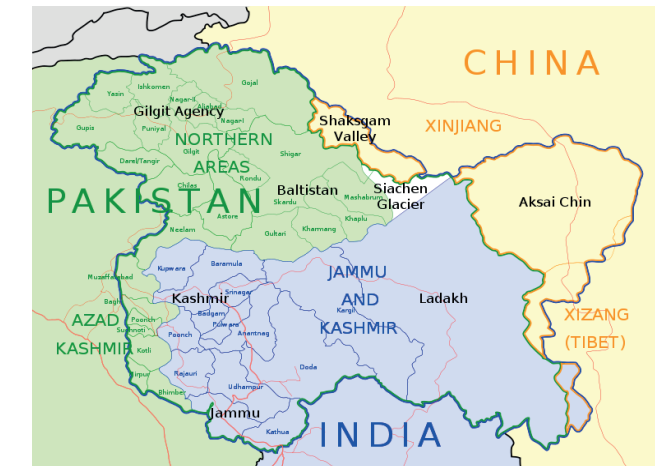 CHINA
Gojal
Ishkomen
Yasin
Nagar-II
Aliabad
Gilgit Agency
Nagar-I
Shaksgam
Valley
Gupis
Punial
XINJIANG
NORTHERN
AREAS
Gilgit
Shigar
Darel/Tangir
Rondu
Chilas
Baltistan
Siachen
Glacier
PAKISTAN
Skardu
Mashabrum
Aksai Chin
Astore
Khaplu
Neelam
Gultari
Kharmang
Kupwara
Baramula
JAMMU
AND
KASHMIR
Muzaffarabad
Srinagar
Kashmir
Ladakh
Bagh
Badgam
Kargil
AZAD
KASHMIR
Poonch
Pulwama
XIZANG
(TIBET)
Sudhnoti
Poonch
Anantnag
Kotli
Doda
Mirpur
Rajauri
Udhampur
Bhimber
Jammu
Kathua
INDIA